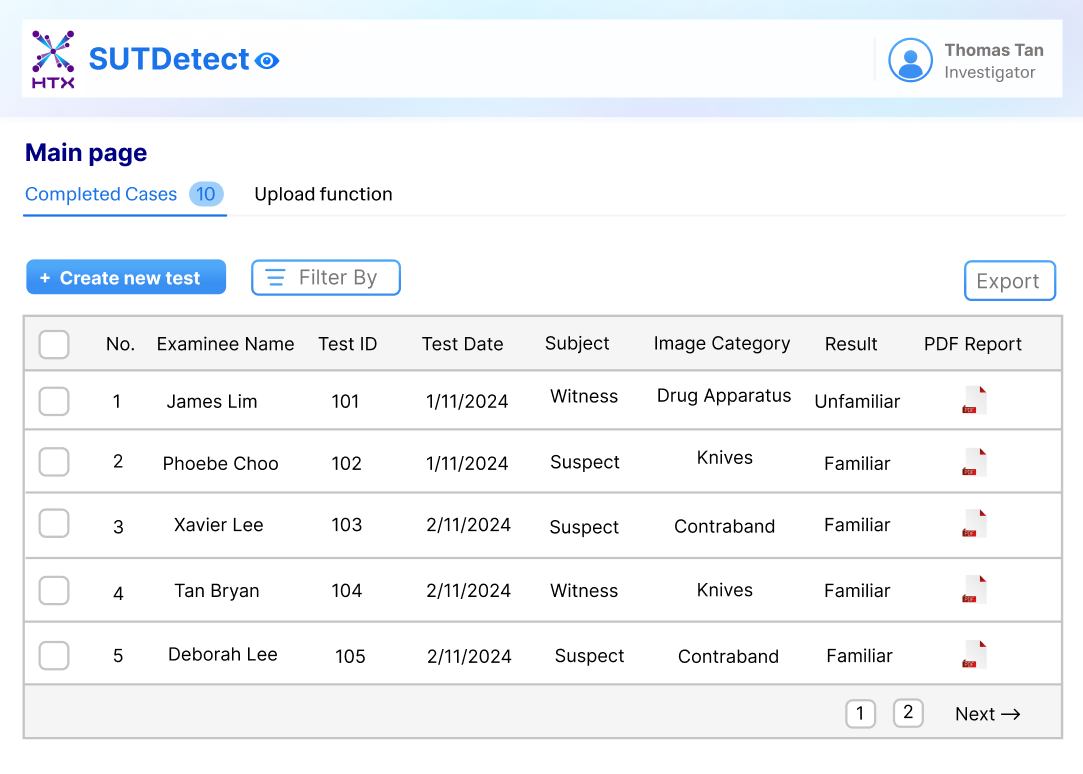 HTX
SUTDetect
Thomas Tan
Investigator
Main page
Completed Cases 10 Upload function
+ Create new test Filter By Export
No. Examinee Name Test ID Test Date Subject Image Category Result PDF Report
1 James Lim 101 1/11/2024 Witness Drug Apparatus Unfamiliar PDF
2 Phoebe Choo 102 1/11/2024 Suspect Knives Familiar PDF
3 Xavier Lee 103 2/11/2024 Suspect Contraband Familiar PDF
4 Tan Bryan 104 2/11/2024 Witness Knives Familiar PDF
5 Deborah Lee 105 2/11/2024 Suspect Contraband Familiar PDF
1 2 Next →